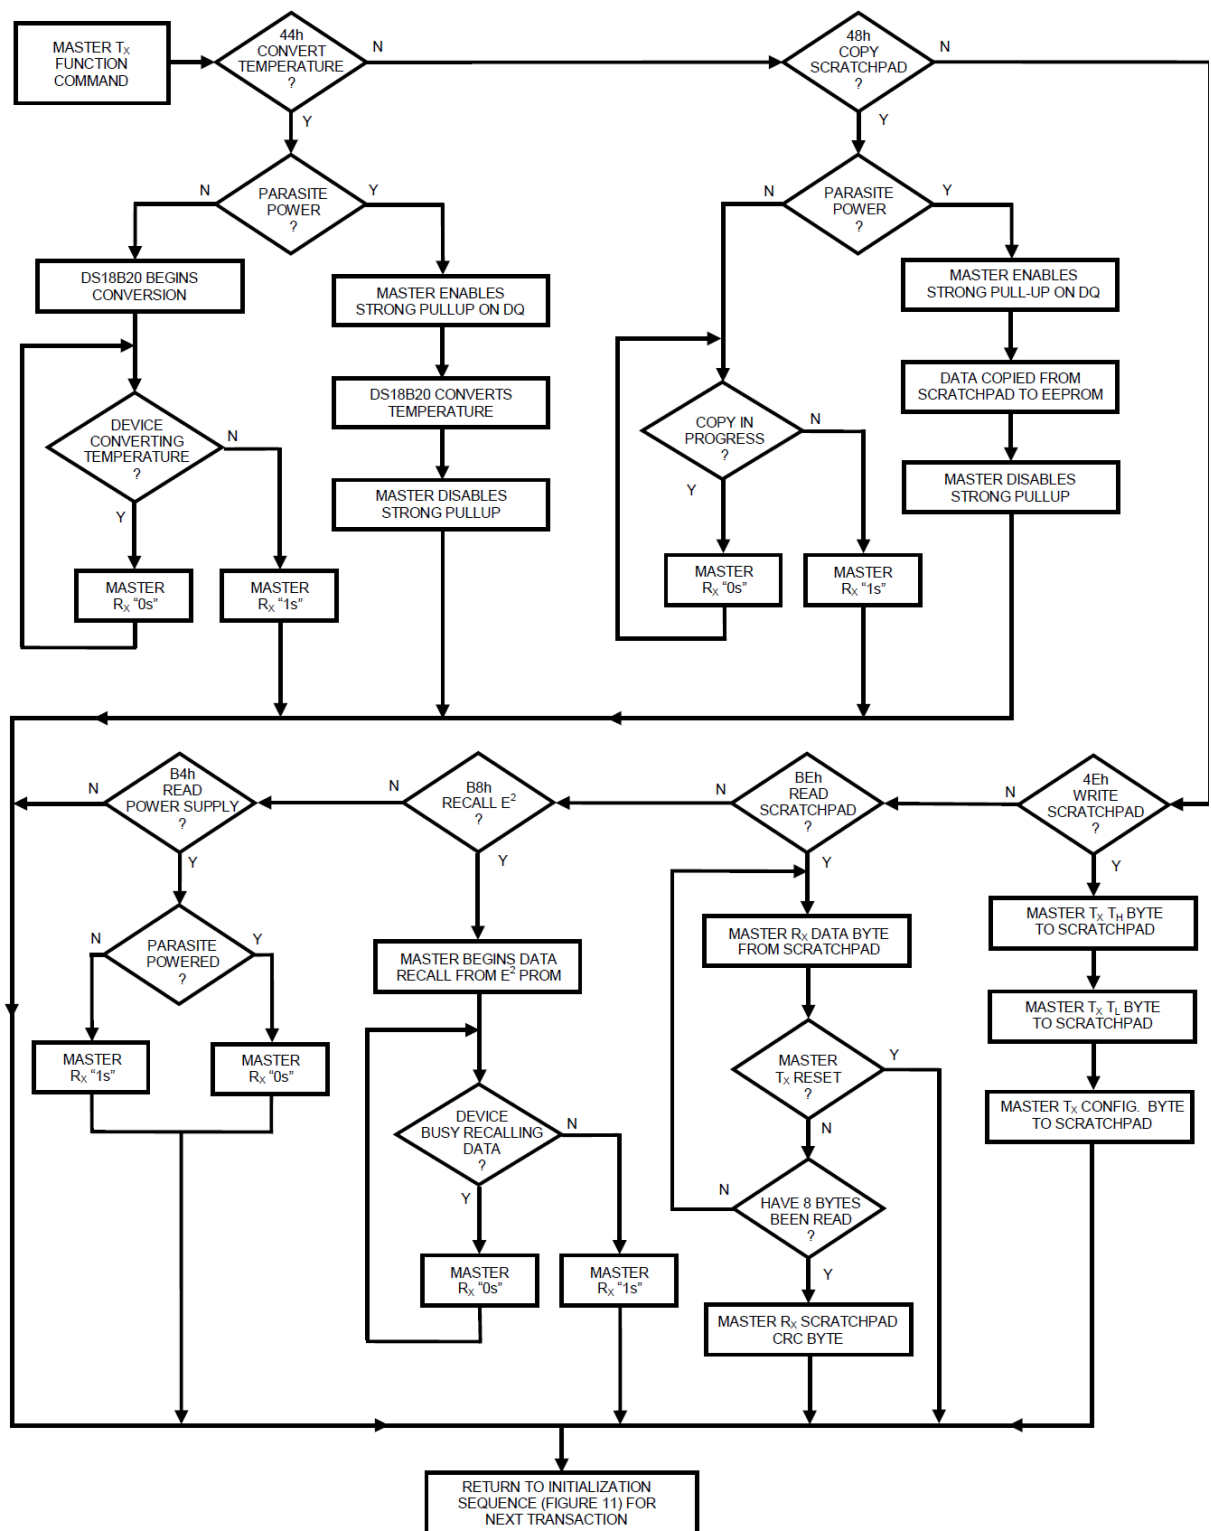 MASTER TX
FUNCTION
COMMAND
44h
CONVERT
TEMPERATURE
?
N
Y
48h
COPY
SCRATCHPAD
?
N
Y
N
PARASITE
POWER
?
Y
N
PARASITE
POWER
?
Y
DS18B20 BEGINS
CONVERSION
MASTER ENABLES
STRONG PULLUP ON DQ
MASTER ENABLES
STRONG PULL-UP ON DQ
DEVICE
CONVERTING
TEMPERATURE
?
N
Y
DS18B20 CONVERTS
TEMPERATURE
COPY IN
PROGRESS
?
N
Y
DATA COPIED FROM
SCRATCHPAD TO EEPROM
MASTER DISABLES
STRONG PULLUP
MASTER DISABLES
STRONG PULLUP
MASTER
RX “0s”
MASTER
RX “1s”
MASTER
RX “0s”
MASTER
RX “1s”
N
B4h
READ
POWER SUPPLY
?
Y
N
B8h
RECALL E2
?
Y
N
BEh
READ
SCRATCHPAD
?
Y
N
4Eh
WRITE
SCRATCHPAD
?
Y
N
PARASITE
POWERED
?
Y
MASTER
RX “1s”
MASTER
RX “0s”
MASTER BEGINS DATA
RECALL FROM E2 PROM
DEVICE
BUSY RECALLING
DATA
?
N
Y
MASTER
RX “0s”
MASTER
RX “1s”
MASTER RX DATA BYTE
FROM SCRATCHPAD
MASTER
TX RESET
?
Y
N
N
HAVE 8 BYTES
BEEN READ
?
Y
MASTER RX SCRATCHPAD
CRC BYTE
MASTER TX TH BYTE
TO SCRATCHPAD
MASTER TX TL BYTE
TO SCRATCHPAD
MASTER TX CONFIG. BYTE
TO SCRATCHPAD
RETURN TO INITIALIZATION
SEQUENCE (FIGURE 11) FOR
NEXT TRANSACTION